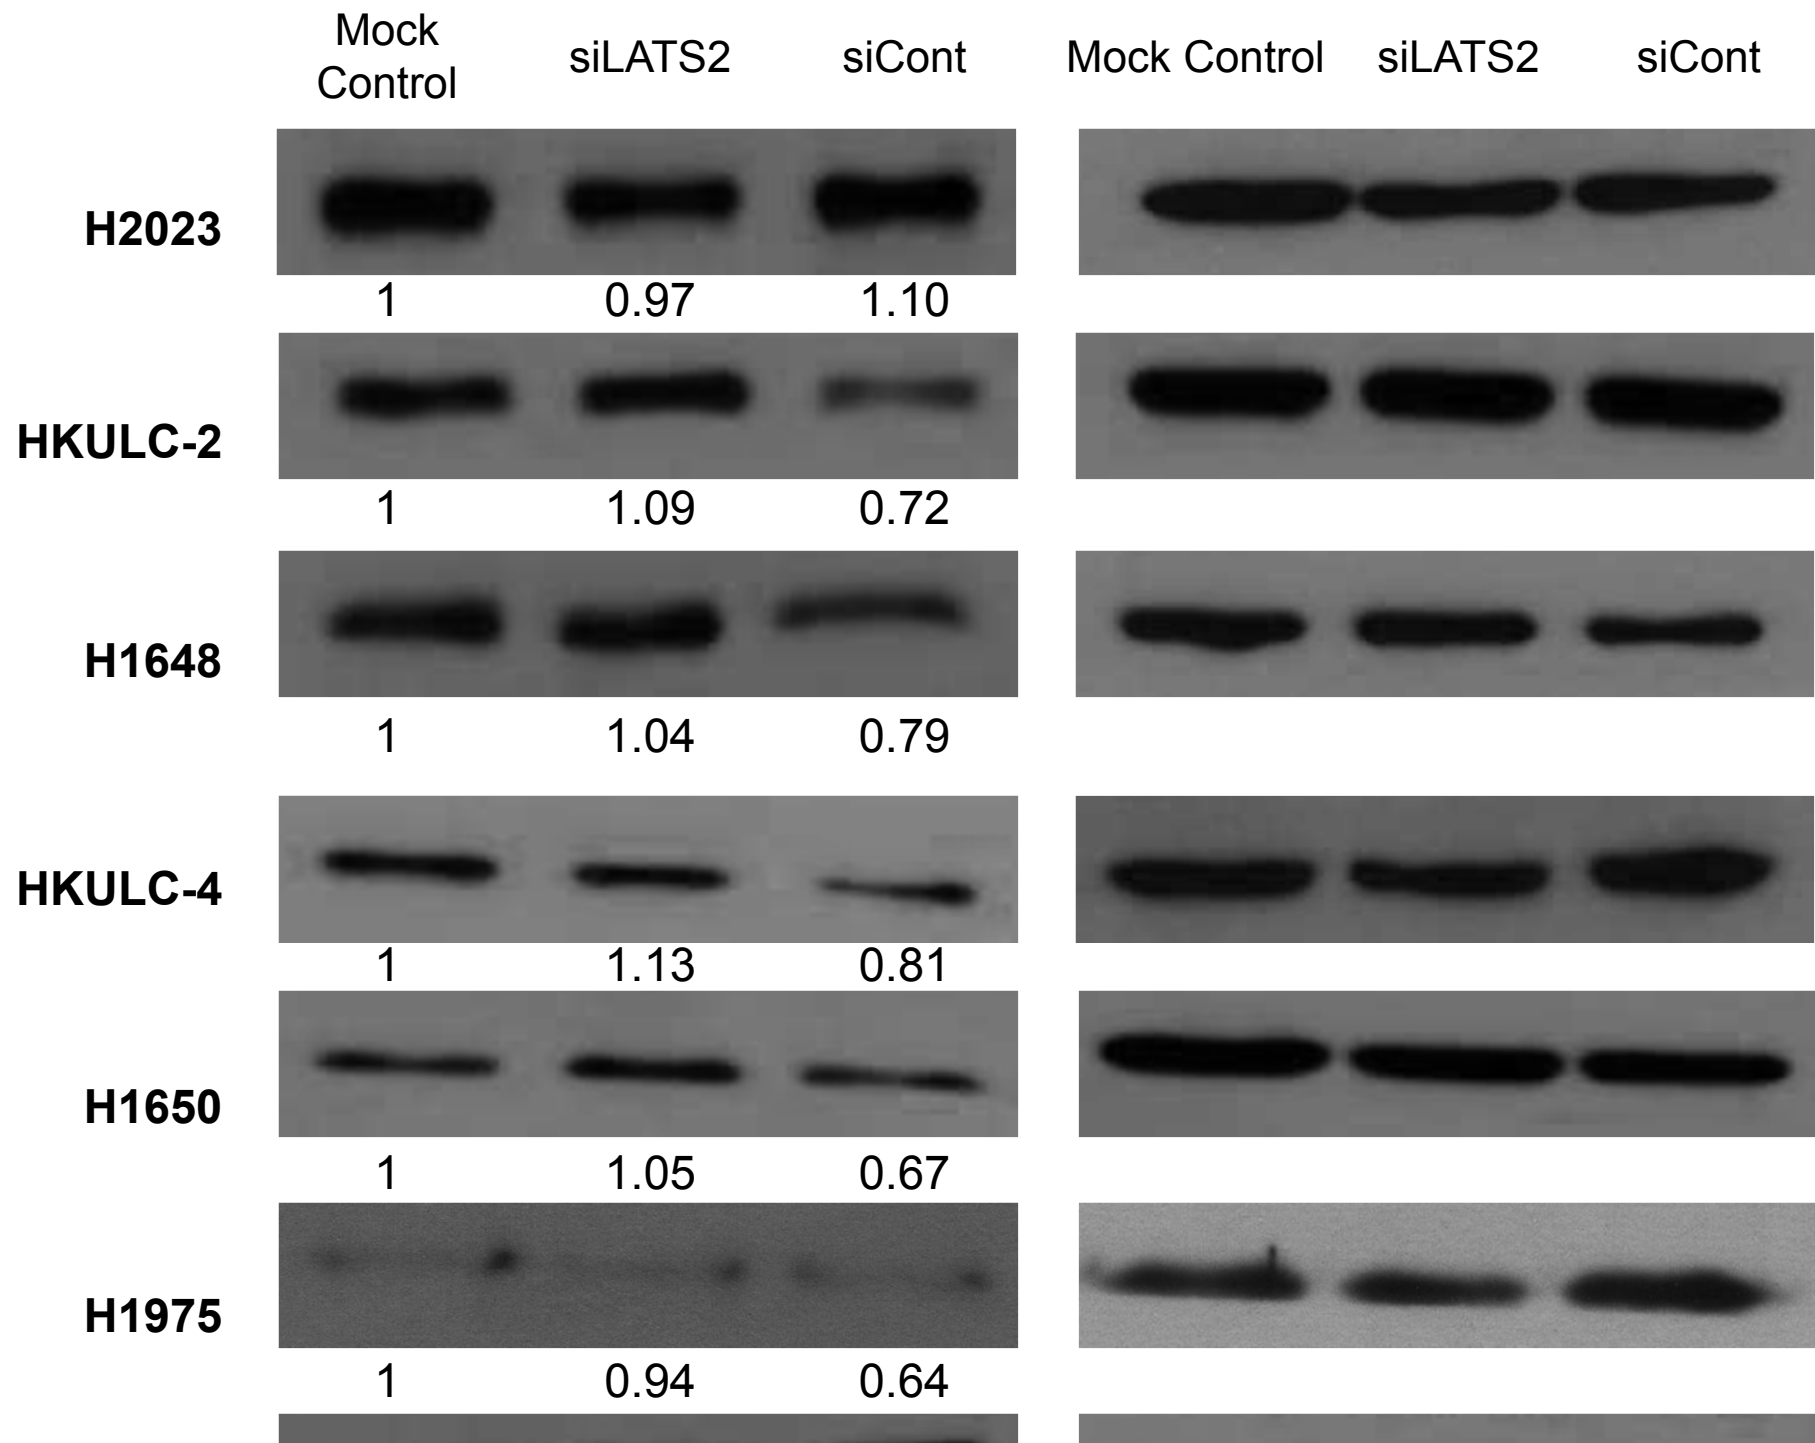 Mock Control siLATS2 siCont Mock Control siLATS2 siCont
H2023
1 0.97 1.10
HKULC-2
1 1.09 0.72
H1648
1 1.04 0.79
HKULC-4
1 1.13 0.81
H1650
1 1.05 0.67
H1975
1 0.94 0.64